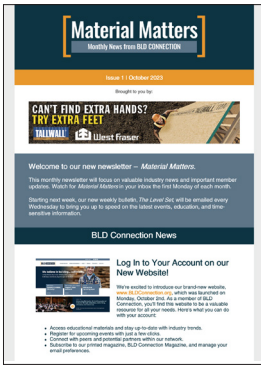 Material Matters
Monthly News from BLD CONNECTION
Issue 1 | October 2023
Brought to you by:
CAN'T FIND EXTRA HANDS?
TRY EXTRA FEET
TALLWALL
West Fraser
Welcome to our new newsletter – Material Matters.
This monthly newsletter will focus on valuable industry news and important member
updates. Watch for Material Matters in your inbox the first Monday of each month.
Starting next week, our new weekly bulletin, The Level Set, will be emailed every
Wednesday to bring you up to speed on the latest events, education, and time-
sensitive information.
BLD Connection News
Log In to Your Account on our
New Website!
We're excited to introduce our brand-new website,
www.BLDConnection.org, which was launched on
Monday, October 2nd. As a member of BLD
Connection, you'll find this website to be a valuable
resource for all your needs. Here's what you can do
with your account:
Access educational materials and stay up-to-date with industry trends.
Register for upcoming events with just a few clicks.
Connect with peers and potential partners within our network.
Subscribe to our printed magazine, BLD Connection Magazine, and manage your
email preferences.